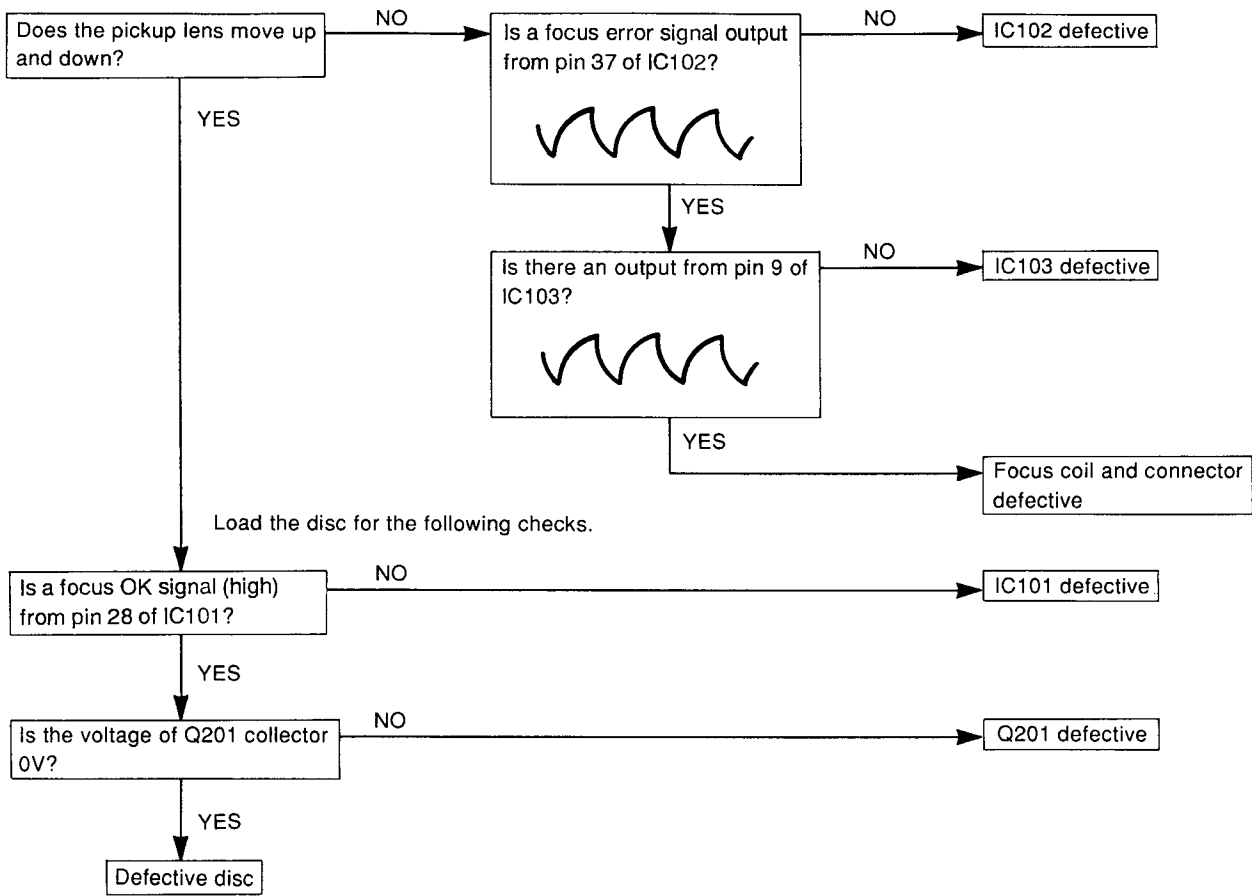 Does the pickup lens move up
and down?
NO
Is a focus error signal output
from pin 37 of IC102?
NO
IC102 defective
YES
YES
Is there an output from pin 9 of
IC103?
NO
IC103 defective
YES
Focus coil and connector
defective
Load the disc for the following checks.
Is a focus OK signal (high)
from pin 28 of IC101?
NO
IC101 defective
YES
Is the voltage of Q201 collector
0V?
NO
Q201 defective
YES
Defective disc